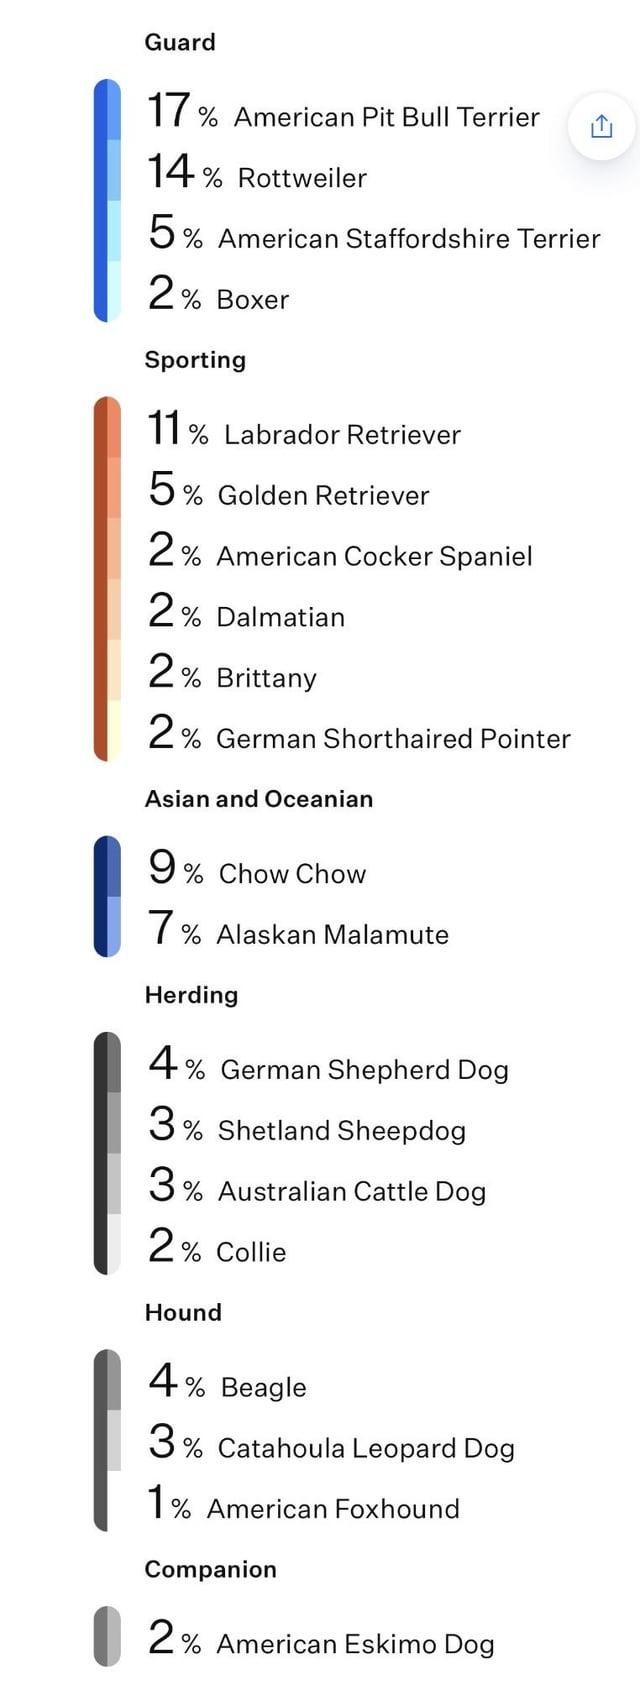 Guard
17 % American Pit Bull Terrier
14 % Rottweiler
5 % American Staffordshire Terrier
2 % Boxer
Sporting
11 % Labrador Retriever
5 % Golden Retriever
2 % American Cocker Spaniel
2 % Dalmatian
2 % Brittany
2 % German Shorthaired Pointer
Asian and Oceanian
9 % Chow Chow
7 % Alaskan Malamute
Herding
4 % German Shepherd Dog
3 % Shetland Sheepdog
3 % Australian Cattle Dog
2 % Collie
Hound
4 % Beagle
3 % Catahoula Leopard Dog
1 % American Foxhound
Companion
2 % American Eskimo Dog